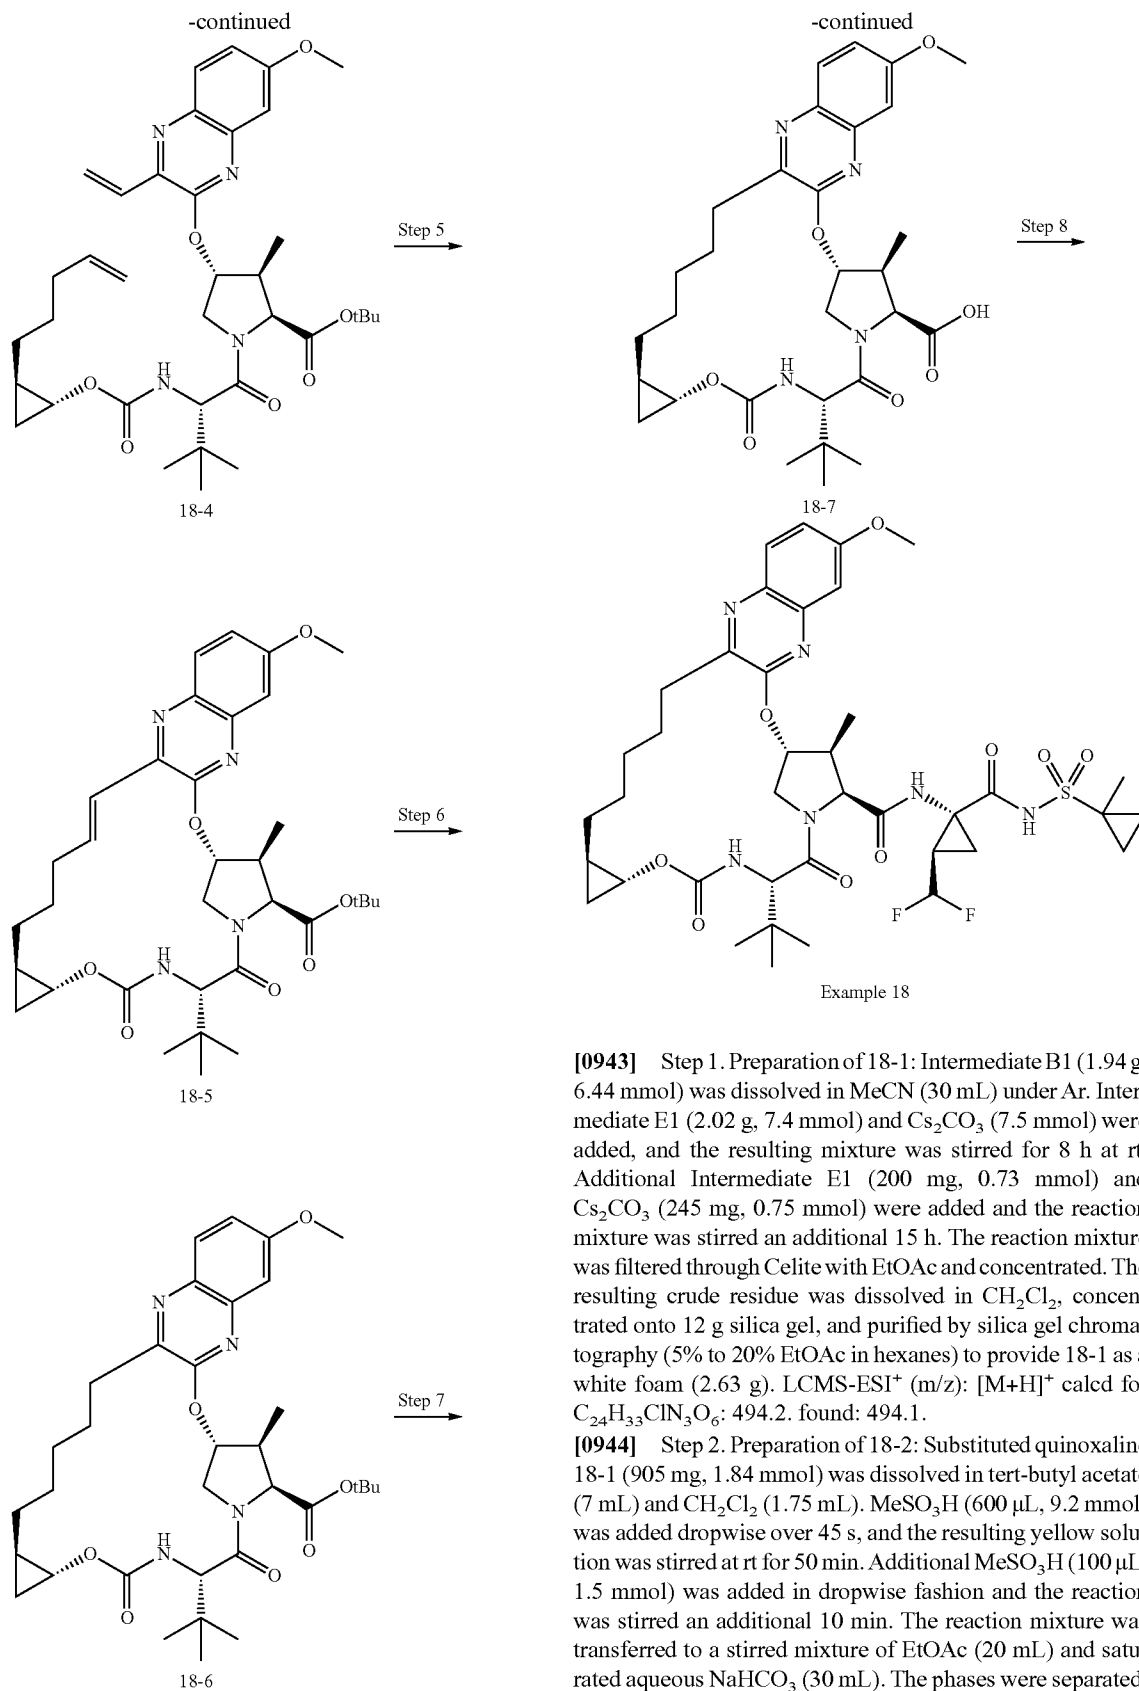 -continued
O
N
N
O
Step 5
OtBu
N
O
H
N
O
O
O
18-4
O
N
N
O
Step 6
OtBu
N
O
H
N
O
O
O
18-5
O
N
N
O
Step 7
OtBu
N
O
H
N
O
O
O
18-6
-continued
O
N
N
O
Step 8
OH
N
O
H
N
O
O
O
18-7
O
N
N
O
O
O
O
H
N
S
N
H
N
O
H
N
O
O
O
F
F
Example 18
[0943] Step 1. Preparation of 18-1: Intermediate B1 (1.94 g
6.44 mmol) was dissolved in MeCN (30 mL) under Ar. Inter
mediate E1 (2.02 g, 7.4 mmol) and Cs₂CO₃ (7.5 mmol) were
added, and the resulting mixture was stirred for 8 h at rt
Additional Intermediate E1 (200 mg, 0.73 mmol) and
Cs₂CO₃ (245 mg, 0.75 mmol) were added and the reaction
mixture was stirred an additional 15 h. The reaction mixture
was filtered through Celite with EtOAc and concentrated. The
resulting crude residue was dissolved in CH₂Cl₂, concen
trated onto 12 g silica gel, and purified by silica gel chroma
tography (5% to 20% EtOAc in hexanes) to provide 18-1 as a
white foam (2.63 g). LCMS-ESI⁺ (m/z): [M+H]⁺ calcd fo
C₂₄H₃₃ClN₃O₆: 494.2. found: 494.1.
[0944] Step 2. Preparation of 18-2: Substituted quinoxaline
18-1 (905 mg, 1.84 mmol) was dissolved in tert-butyl acetate
(7 mL) and CH₂Cl₂ (1.75 mL). MeSO₃H (600 μL, 9.2 mmol
was added dropwise over 45 s, and the resulting yellow solu
tion was stirred at rt for 50 min. Additional MeSO₃H (100 μL
1.5 mmol) was added in dropwise fashion and the reaction
was stirred an additional 10 min. The reaction mixture wa
transferred to a stirred mixture of EtOAc (20 mL) and satu
rated aqueous NaHCO₃ (30 mL). The phases were separated